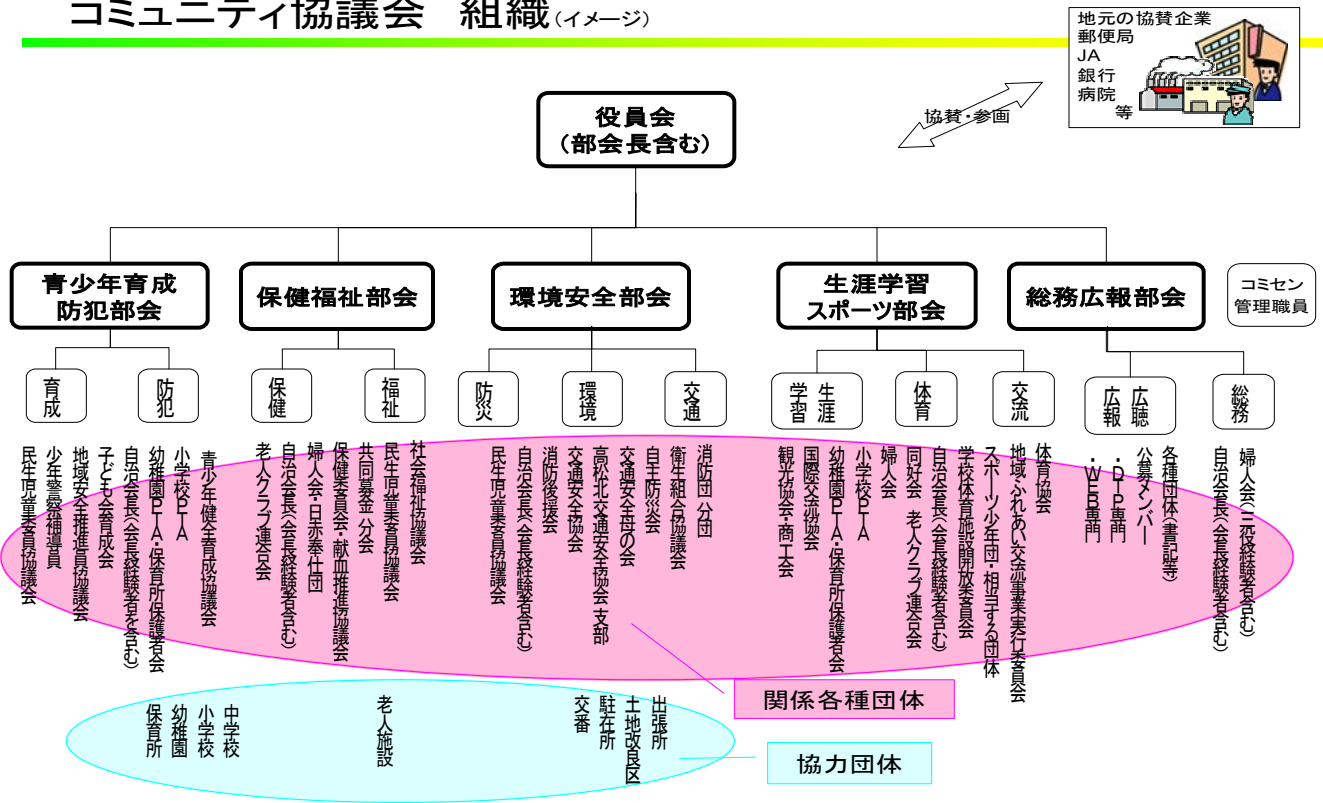 コミュニティ協議会 組織(イメージ)
地元の協賛企業
郵便局
JA
銀行
病院
等
協賛・参画
役員会
(部会長含む)
青少年育成
防犯部会
保健福祉部会
環境安全部会
生涯学習
スポーツ部会
総務広報部会
コミセン
管理職員
育成
防犯
保健
福祉
防災
環境
交通
生涯
学習
体育
交流
広聴
広報
総務
青少年健全育成協議会
小学校PTA
幼稚園PTA・保育所保護者会
自治会長(会長経験者を含む)
子ども会育成会
地域安全推進員協議会
少年警察補導員
民生児童委員協議会
社会福祉協議会
民生児童委員協議会
共同募金 分会
保健委員会・献血推進協議会
婦人会・日赤奉仕団
自治会長(会長経験者含む)
老人クラブ連合会
消防団 分団
衛生組合協議会
自主防災会
交通安全母の会
高松北交通安全協会 支部
交通安全協会
消防後援会
自治会長(会長経験者含む)
民生児童委員協議会
体育協会
地域ふれあい交流事業実行委員会
スポーツ少年団・相当する団体
学校体育施設開放委員会
自治会長(会長経験者含む)
同好会 老人クラブ連合会
婦人会
小学校PTA
幼稚園PTA・保育所保護者会
国際交流協会
観光協会・商工会
各種団体(書記等)
公募メンバー
・DTP専門
・WEB専門
婦人会(三役経験者含む)
自治会長(会長経験者含む)
関係各種団体
中学校
小学校
幼稚園
保育所
老人施設
出張所
土地改良区
駐在所
交番
協力団体